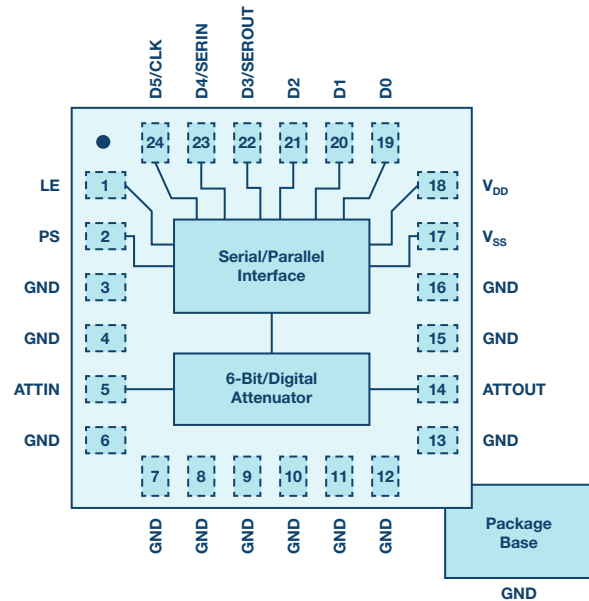 D5/CLK
D4/SERIN
D3/SEROUT
D2
D1
D0
24
23
22
21
20
19
LE
1
18
VDD
PS
2
17
VSS
Serial/Parallel
Interface
GND
3
16
GND
GND
4
15
GND
6-Bit/Digital
Attenuator
ATTIN
5
14
ATTOUT
GND
6
13
GND
7
8
9
10
11
12
GND
GND
GND
GND
GND
GND
Package
Base
GND